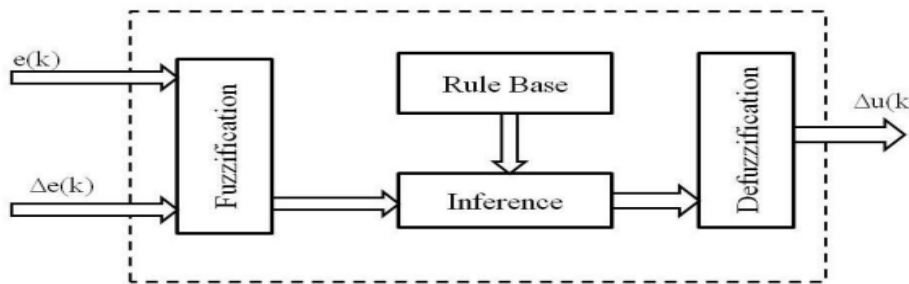 e(k)
Δe(k)
Fuzzification
Rule Base
Inference
Defuzzification
Δu(k